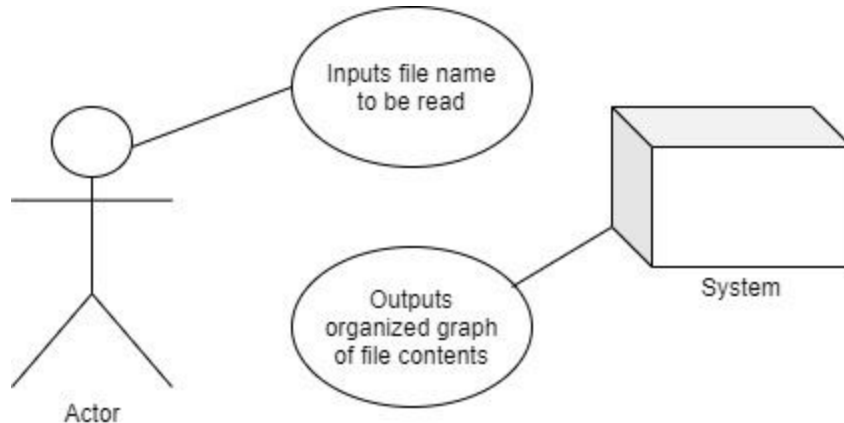 Inputs file name
to be read
System
Outputs
organized graph
of file contents
Actor